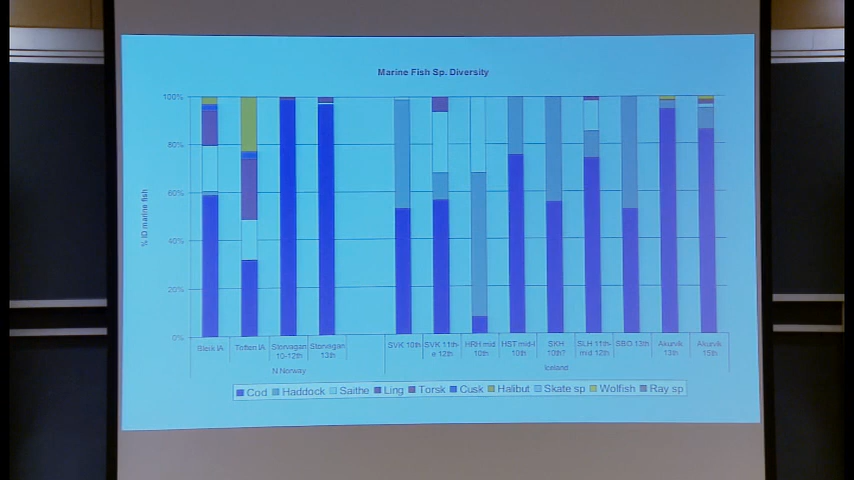 Marine Fish Sp. Diversity
100%
80%
60%
40%
20%
0%
% ID marine fish
Bleik IA
Toften IA
Storvagan 10-12th
Storvagan 13th
SVK 10th
SVK 11th-e 12th
HRH mid 10th
HST mid-l 10th
SKH 10th?
SLH 11th-mid 12th
SBO 13th
Akurvik 13th
Akurvik 15th
N Norway
Iceland
Cod Haddock Saithe Ling Torsk Cusk Halibut Skate sp Wolfish Ray sp